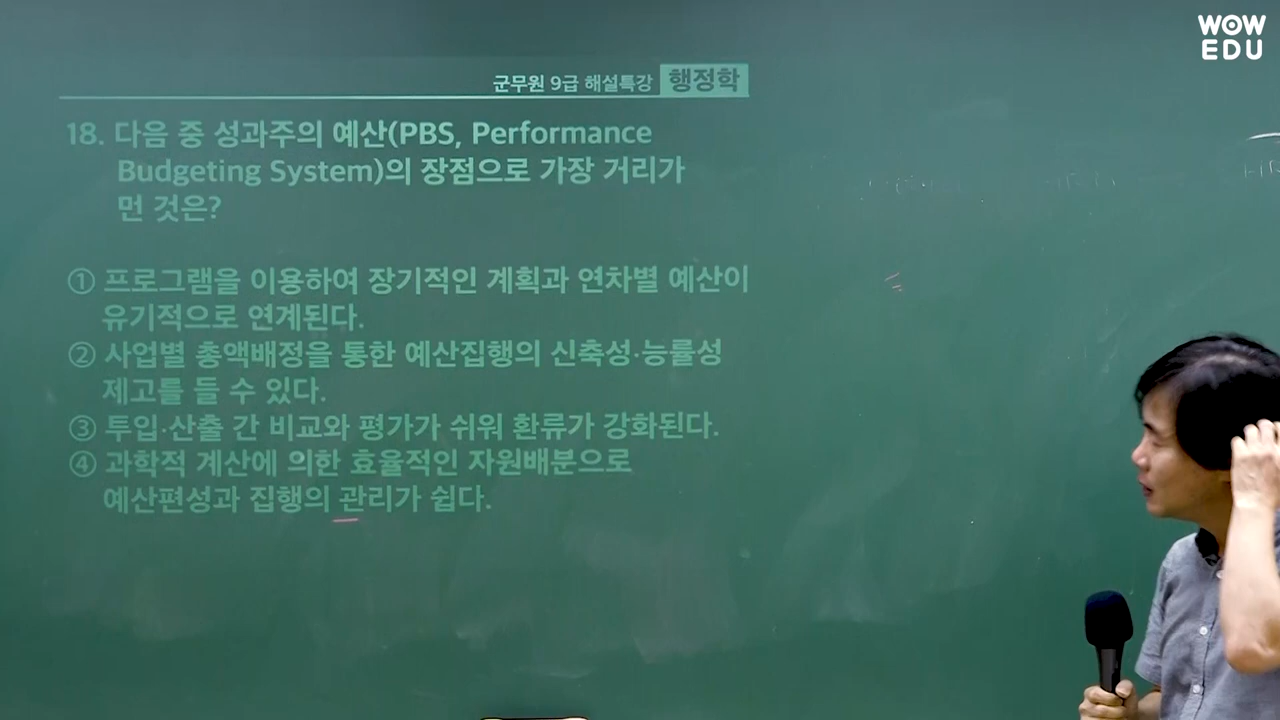 WOW
EDU
군무원 9급 해설특강 행정학
18. 다음 중 성과주의 예산(PBS, Performance
Budgeting System)의 장점으로 가장 거리가
먼 것은?
① 프로그램을 이용하여 장기적인 계획과 연차별 예산이
유기적으로 연계된다.
② 사업별 총액배정을 통한 예산집행의 신축성·능률성
제고를 들 수 있다.
③ 투입·산출 간 비교와 평가가 쉬워 환류가 강화된다.
④ 과학적 계산에 의한 효율적인 자원배분으로
예산편성과 집행의 관리가 쉽다.